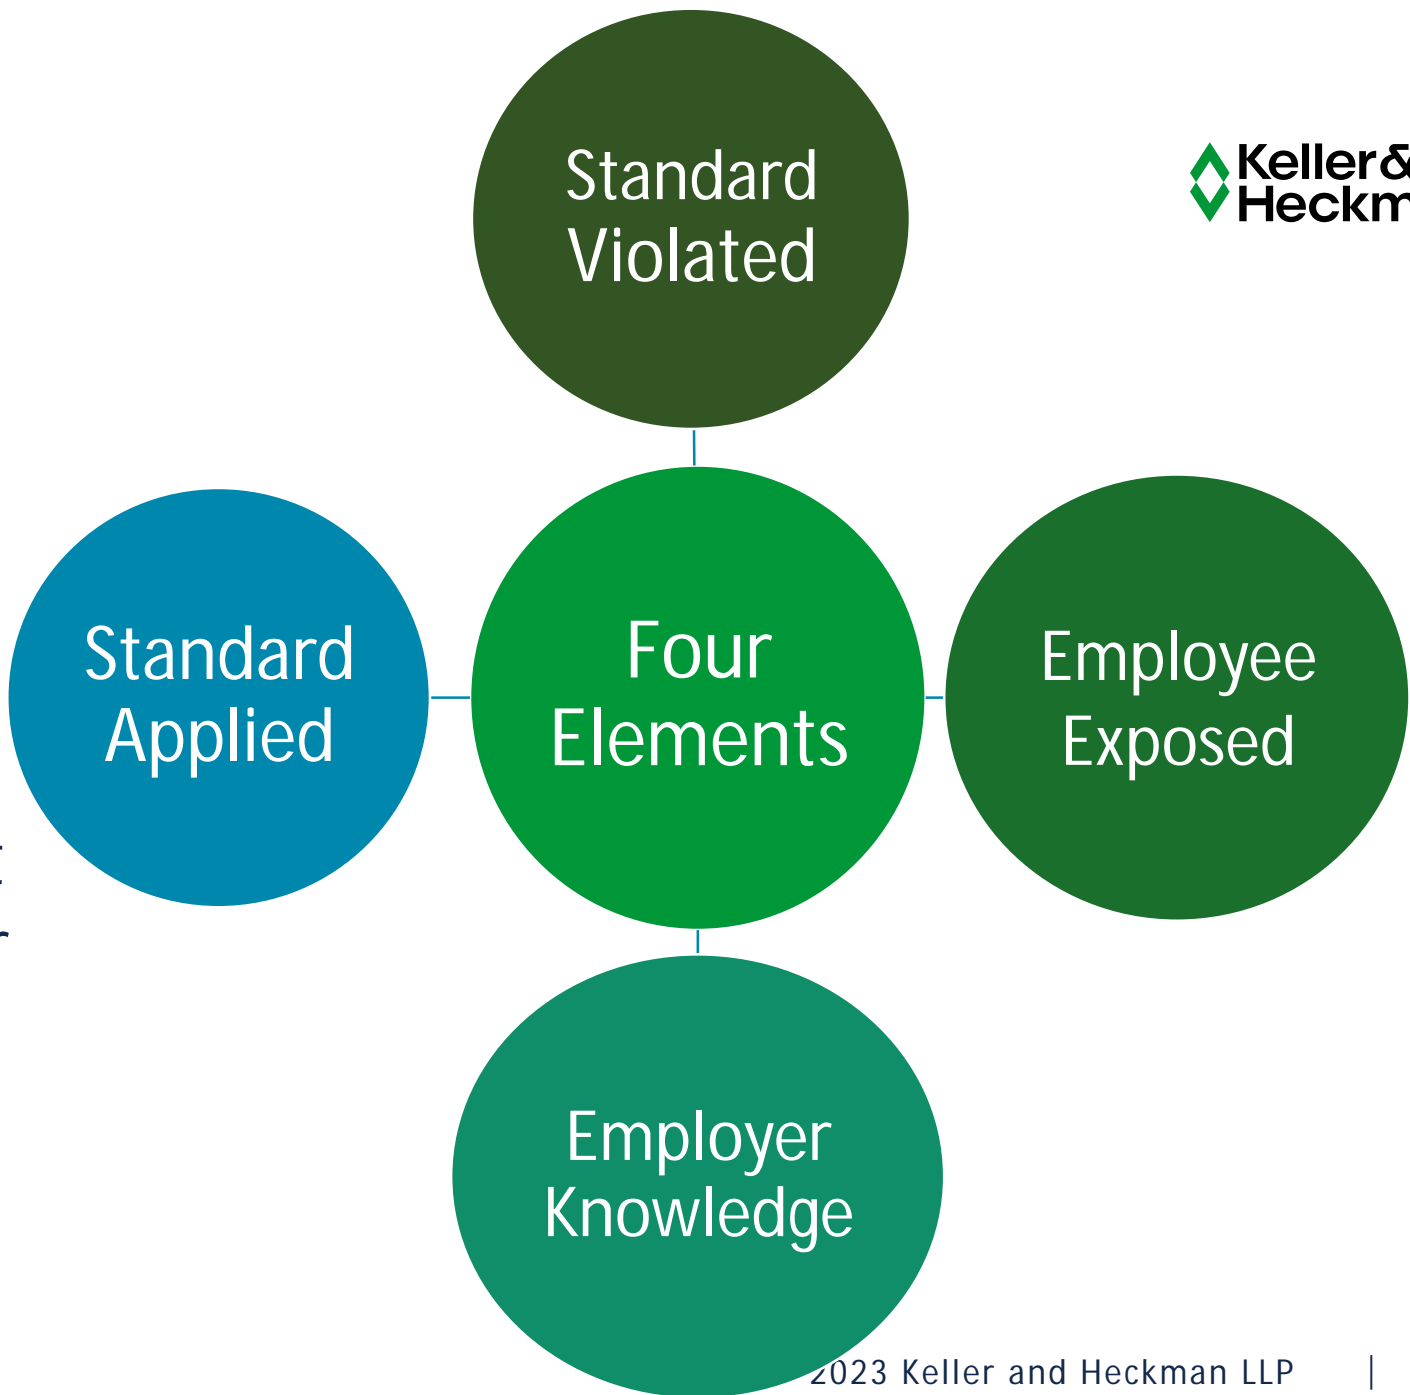 Standard
Violated
Keller&
Heckm
Standard
Applied
Four
Elements
Employee
Exposed
Employer
Knowledge
2023 Keller and Heckman LLP |